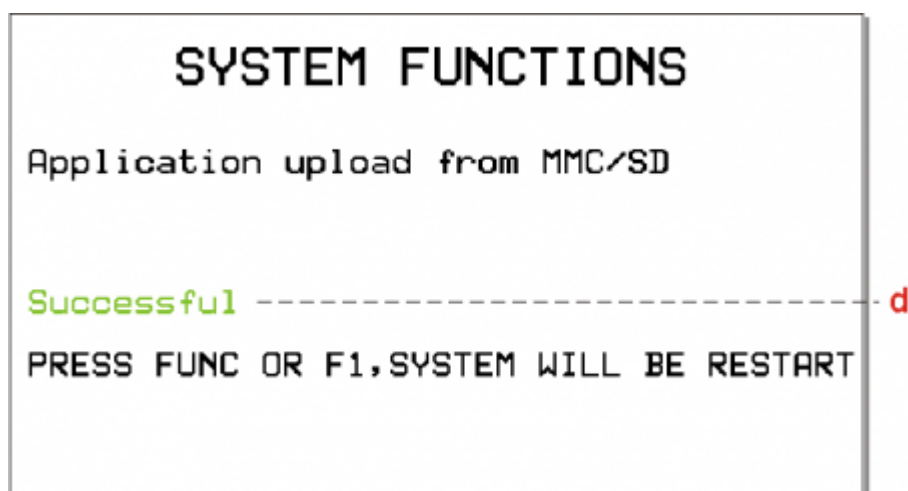 SYSTEM FUNCTIONS
Application upload from MMC/SD
Successful
d
PRESS FUNC OR F1,SYSTEM WILL BE RESTART